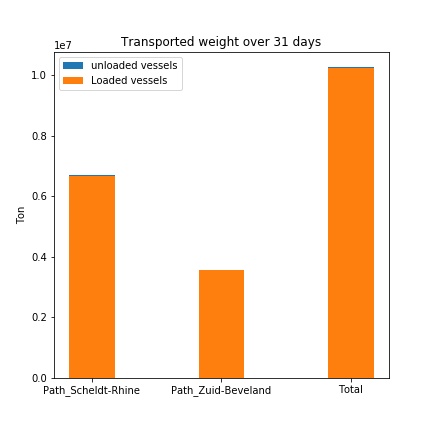 Transported weight over 31 days
1e7
unloaded vessels
Loaded vessels
1.0
0.8
0.6
0.4
0.2
0.0
Ton
Path_Scheldt-Rhine
Path_Zuid-Beveland
Total